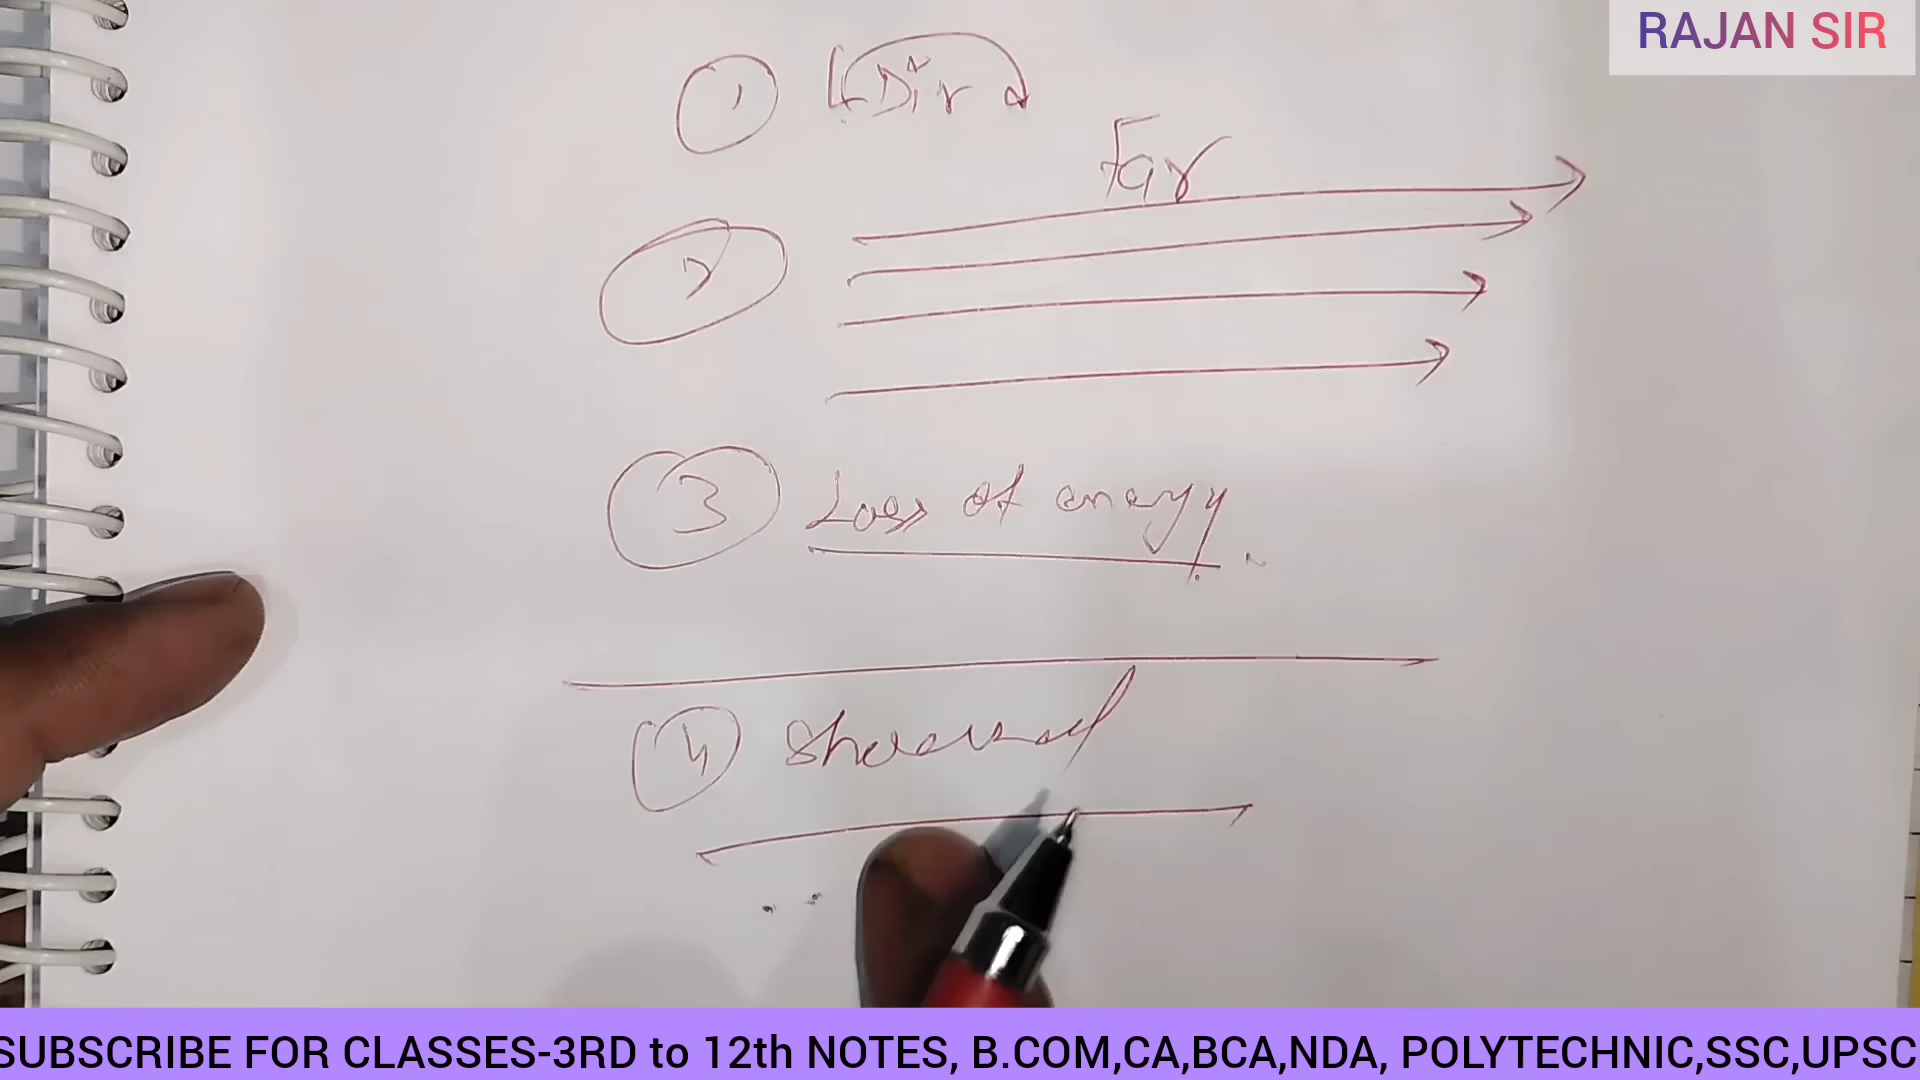 RAJAN SIR
1 Dir
Far
2
3 Loss of energy
4
SUBSCRIBE FOR CLASSES-3RD to 12th NOTES, B.COM,CA,BCA,NDA, POLYTECHNIC,SSC,UPSC